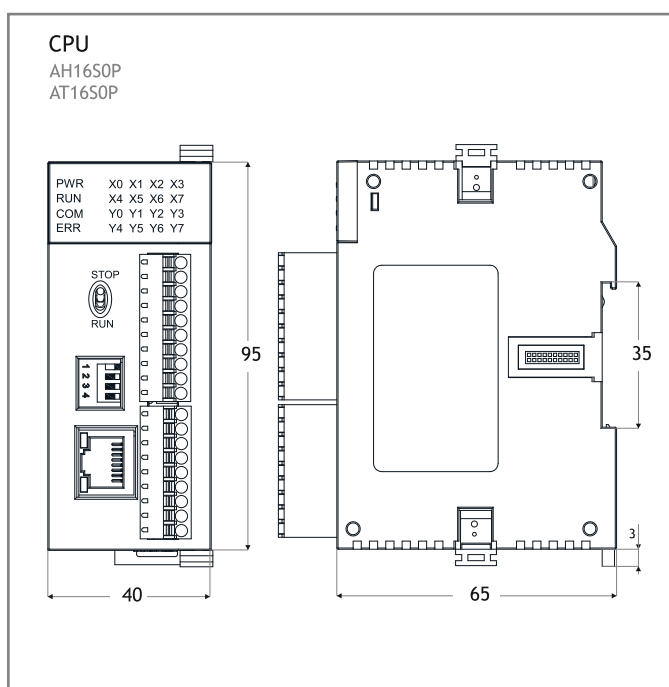 CPU
AH16S0P
AT16S0P
PWR X0 X1 X2 X3
RUN X4 X5 X6 X7
COM Y0 Y1 Y2 Y3
ERR Y4 Y5 Y6 Y7
STOP
RUN
1
2
3
4
95
35
3
40
65